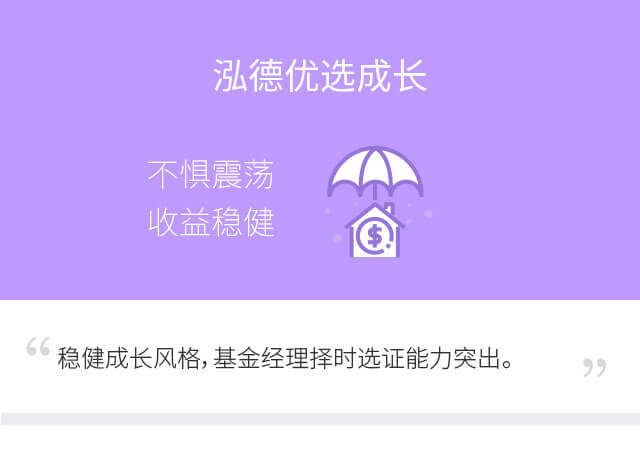 泓德优选成长
不惧震荡
收益稳健
“稳健成长风格，基金经理择时选证能力突出。”